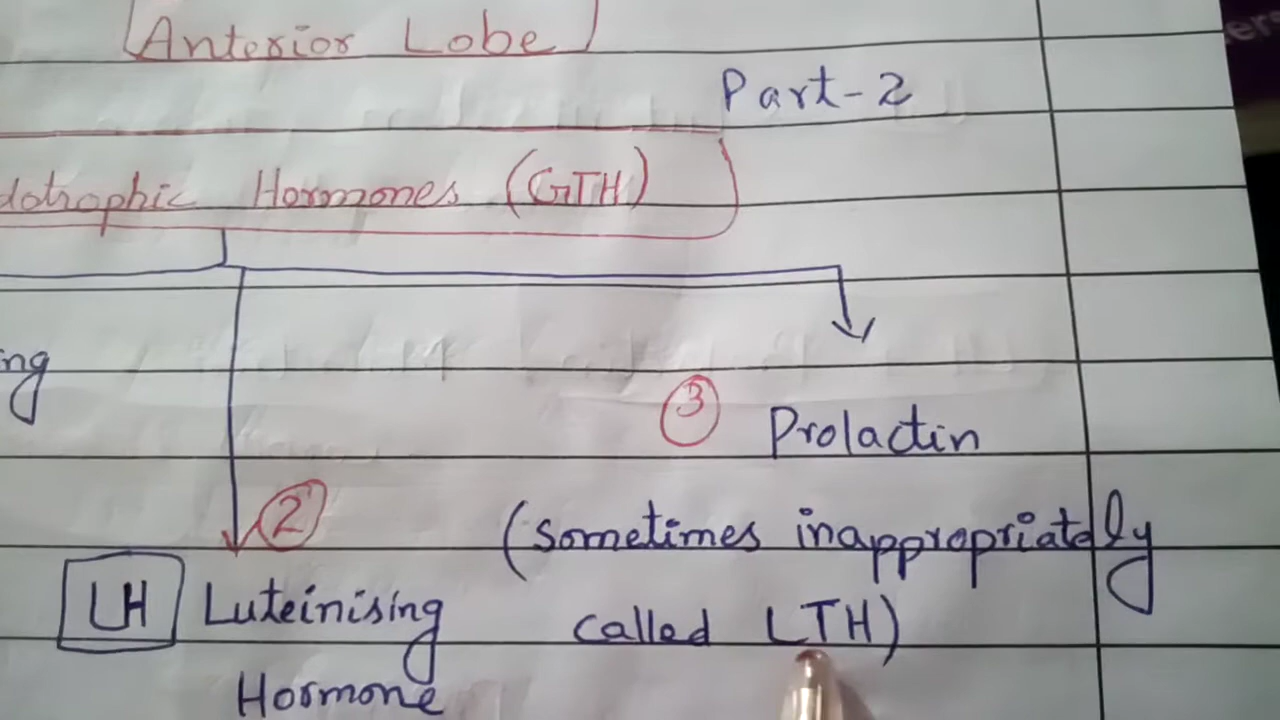 Anterior Lobe
Part-2
dotrophic Hormones (GTH)
ng
3 Prolactin
2
(sometimes inappropriately
called LTH)
LH Luteinising
Hormone